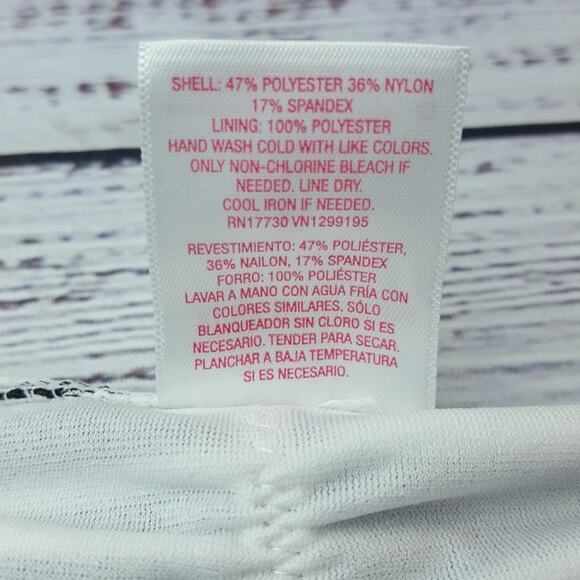 SHELL: 47% POLYESTER 36% NYLON
17% SPANDEX
LINING: 100% POLYESTER
HAND WASH COLD WITH LIKE COLORS.
ONLY NON-CHLORINE BLEACH IF
NEEDED. LINE DRY.
COOL IRON IF NEEDED.
RN17730 VN1299195
REVESTIMIENTO: 47% POLIÉSTER,
36% NAILON, 17% SPANDEX
FORRO: 100% POLIÉSTER
LAVAR A MANO CON AGUA FRÍA CON
COLORES SIMILARES. SÓLO
BLANQUEADOR SIN CLORO SI ES
NECESARIO. TENDER PARA SECAR.
PLANCHAR A BAJA TEMPERATURA
SI ES NECESARIO.